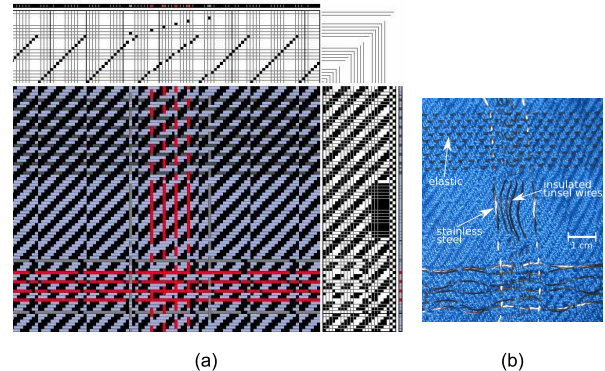 elastic
insulated
tinsel wires
stainless
steel
1 cm
(a)
(b)